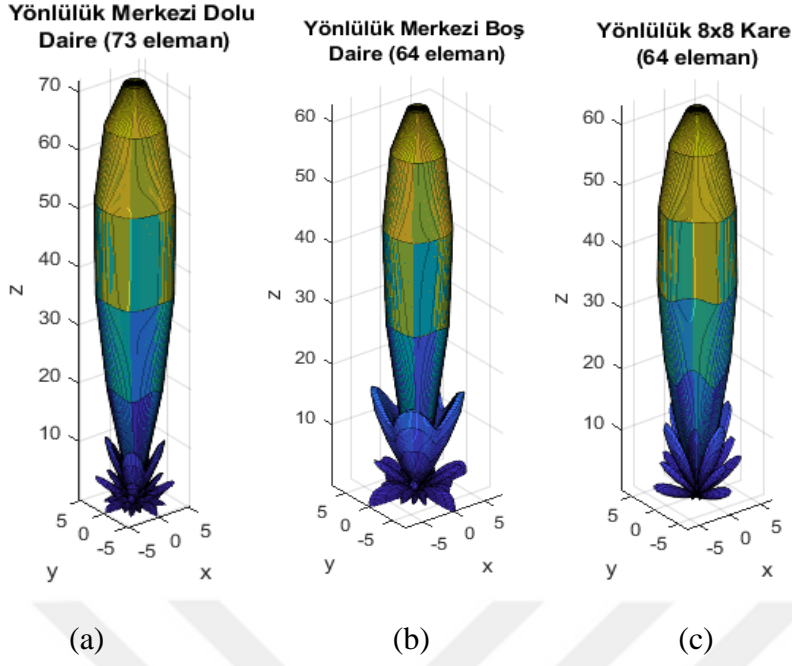 Yönlülük Merkezi Dolu
Daire (73 eleman)
70
60
50
40
30
20
10
z
5
0
-5
y
-5
0
5
x
(a)
Yönlülük Merkezi Boş
Daire (64 eleman)
60
50
40
30
20
10
z
5
0
-5
y
-5
0
5
x
(b)
Yönlülük 8x8 Kare
(64 eleman)
60
50
40
30
20
10
z
5
0
-5
y
-5
0
5
x
(c)